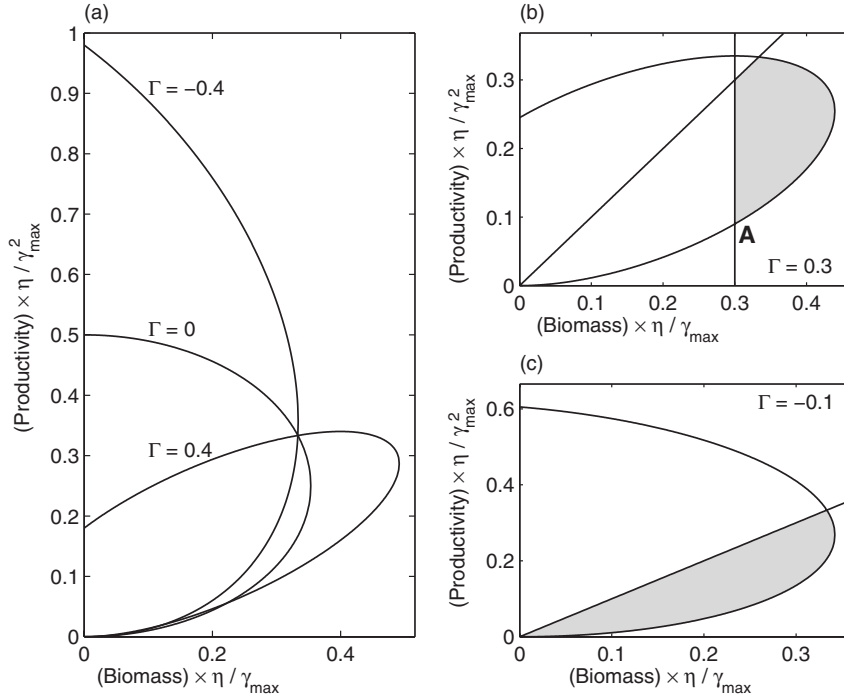 (a)
1
0.9
0.8
0.7
0.6
0.5
0.4
0.3
0.2
0.1
0
Γ = −0.4
Γ = 0
Γ = 0.4
0 0.2 0.4
(Biomass) × η / γmax
(Productivity) × η / γ²max
(b)
0.3
0.2
0.1
0
A
Γ = 0.3
0 0.1 0.2 0.3 0.4
(Biomass) × η / γmax
(Productivity) × η / γ²max
(c)
0.6
0.4
0.2
0
Γ = −0.1
0 0.1 0.2 0.3
(Biomass) × η / γmax
(Productivity) × η / γ²max